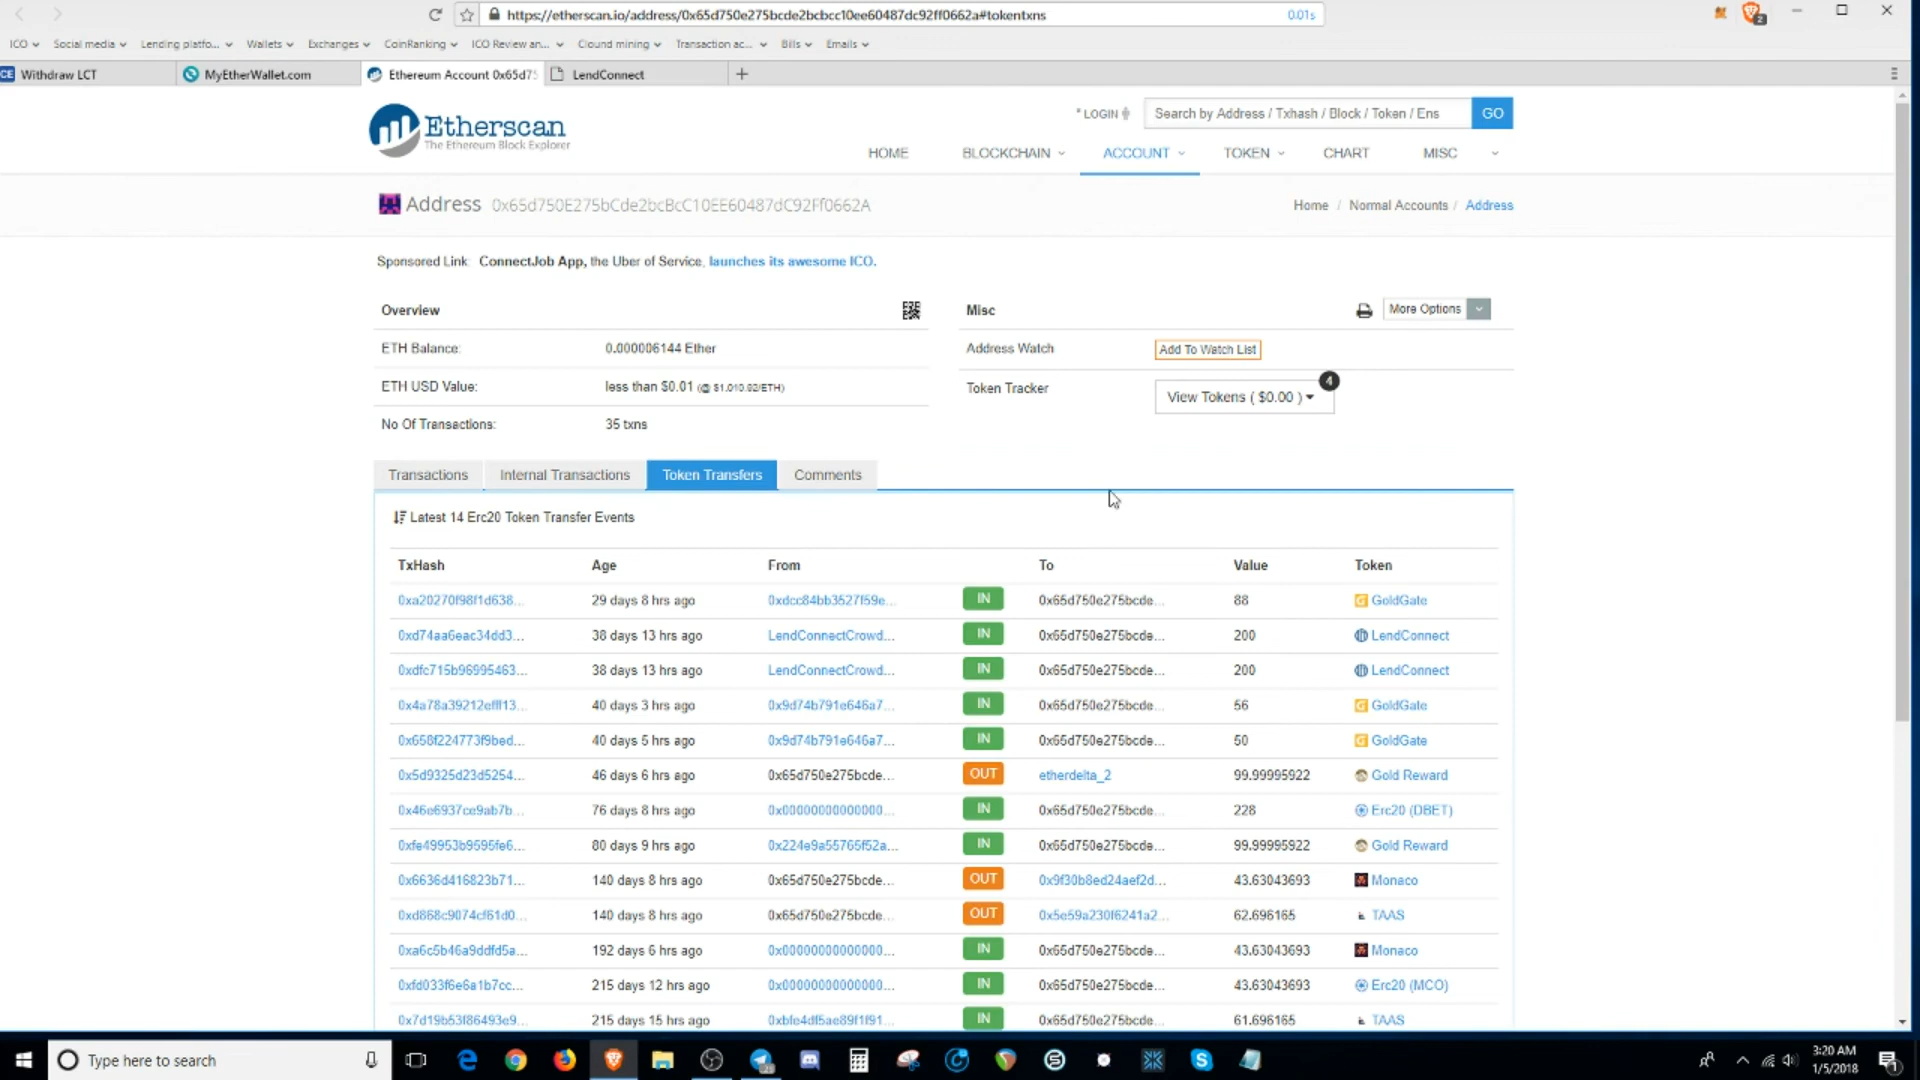 https://etherscan.io/address/0x65d750e275bcde2bcbcc10ee60487dc92ff0662a#tokentxns 0.01s 2
ICO Social media Lending platfo... Wallets Exchanges CoinRanking ICO Review an... Clound mining Transaction ac... Bills Emails
CE Withdraw LCT MyEtherWallet.com Ethereum Account 0x65d75 LendConnect +
Etherscan
The Ethereum Block Explorer
LOGIN Search by Address / Txhash / Block / Token / Ens GO
HOME BLOCKCHAIN ACCOUNT TOKEN CHART MISC
Address 0x65d750E275bCde2bcBcC10EE60487dC92Ff0662A Home / Normal Accounts / Address
Sponsored Link: ConnectJob App, the Uber of Service, launches its awesome ICO.
Overview Misc More Options
ETH Balance: 0.000006144 Ether Address Watch Add To Watch List
ETH USD Value: less than $0.01 (@ $1,010.92/ETH) Token Tracker View Tokens ( $0.00 ) 4
No Of Transactions: 35 txns
Transactions Internal Transactions Token Transfers Comments
Latest 14 Erc20 Token Transfer Events
TxHash Age From To Value Token
0xa20270f98f1d638... 29 days 8 hrs ago 0xdcc84bb3527f59e... IN 0x65d750e275bcde... 88 GoldGate
0xd74aa6eac34dd3... 38 days 13 hrs ago LendConnectCrowd... IN 0x65d750e275bcde... 200 LendConnect
0xdfc715b96995463... 38 days 13 hrs ago LendConnectCrowd... IN 0x65d750e275bcde... 200 LendConnect
0x4a78a39212efff13... 40 days 3 hrs ago 0x9d74b791e646a7... IN 0x65d750e275bcde... 56 GoldGate
0x658f224773f9bed... 40 days 5 hrs ago 0x9d74b791e646a7... IN 0x65d750e275bcde... 50 GoldGate
0x5d9325d23d5254... 46 days 6 hrs ago 0x65d750e275bcde... OUT etherdelta_2 99.99995922 Gold Reward
0x46e6937ce9ab7b... 76 days 8 hrs ago 0x00000000000000... IN 0x65d750e275bcde... 228 Erc20 (DBET)
0xfe49953b9595fe6... 80 days 9 hrs ago 0x224e9a55765f52a... IN 0x65d750e275bcde... 99.99995922 Gold Reward
0x6636d416823b71... 140 days 8 hrs ago 0x65d750e275bcde... OUT 0x9f30b8ed24aef2d... 43.63043693 Monaco
0xd868c9074cf61d0... 140 days 8 hrs ago 0x65d750e275bcde... OUT 0x5e59a230f6241a2... 62.696165 TAAS
0xa6c5b46a9ddfd5a... 192 days 6 hrs ago 0x00000000000000... IN 0x65d750e275bcde... 43.63043693 Monaco
0xfd033f6e6a1b7cc... 215 days 12 hrs ago 0x00000000000000... IN 0x65d750e275bcde... 43.63043693 Erc20 (MCO)
0x7d19b53f86493e9... 215 days 15 hrs ago 0xbfe4df5ae89f1f91... IN 0x65d750e275bcde... 61.696165 TAAS
Type here to search 3:20 AM
1/5/2018 1